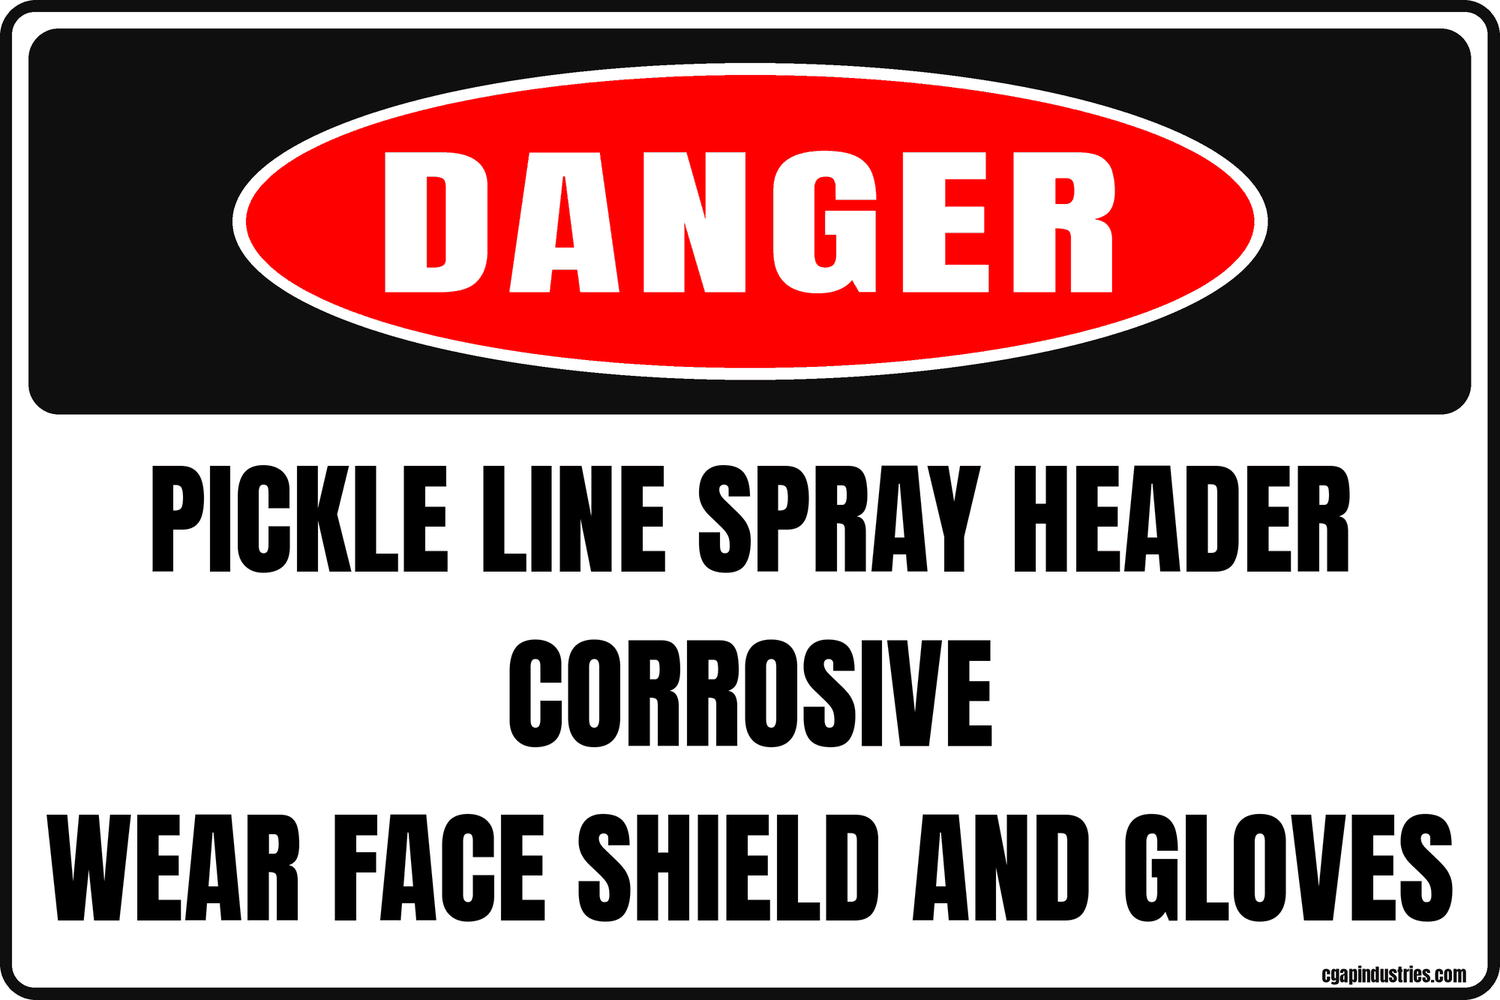 DANGER
PICKLE LINE SPRAY HEADER
CORROSIVE
WEAR FACE SHIELD AND GLOVES
cgapindustries.com